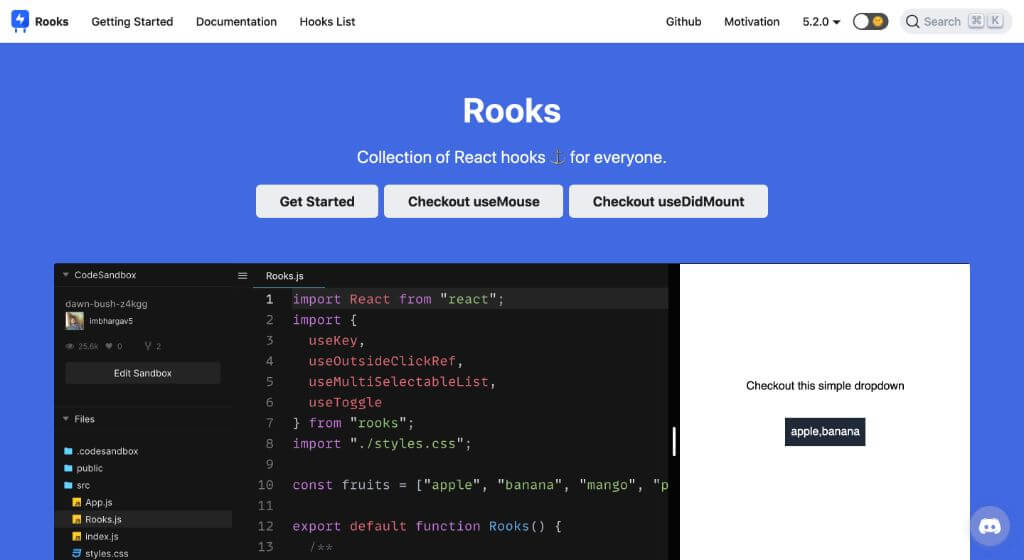 Rooks Getting Started Documentation Hooks List Github Motivation 5.2.0 Search ⌘ K
Rooks
Collection of React hooks ⚓ for everyone.
Get Started Checkout useMouse Checkout useDidMount
CodeSandbox
dawn-bush-z4kgg
imbhargav5
25.6k 0 2
Edit Sandbox
Files
.codesandbox
public
src
App.js
Rooks.js
index.js
styles.css
Rooks.js
1 import React from "react";
2 import {
3 useKey,
4 useOutsideClickRef,
5 useMultiSelectableList,
6 useToggle
7 } from "rooks";
8 import "./styles.css";
9
10 const fruits = ["apple", "banana", "mango", "p
11
12 export default function Rooks() {
13 /**
Checkout this simple dropdown
apple,banana